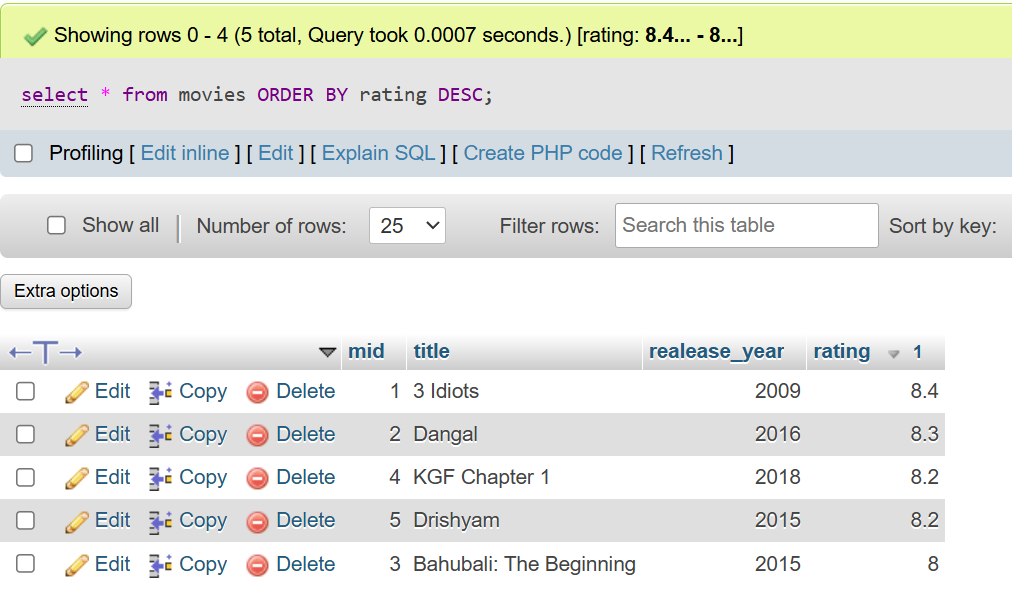 Showing rows 0 - 4 (5 total, Query took 0.0007 seconds.) [rating: 8.4... - 8...]
select * from movies ORDER BY rating DESC;
Profiling [ Edit inline ] [ Edit ] [ Explain SQL ] [ Create PHP code ] [ Refresh ]
Show all Number of rows: 25 Filter rows: Search this table Sort by key:
Extra options
←T→ mid title realease_year rating 1
Edit Copy Delete 1 3 Idiots 2009 8.4
Edit Copy Delete 2 Dangal 2016 8.3
Edit Copy Delete 4 KGF Chapter 1 2018 8.2
Edit Copy Delete 5 Drishyam 2015 8.2
Edit Copy Delete 3 Bahubali: The Beginning 2015 8